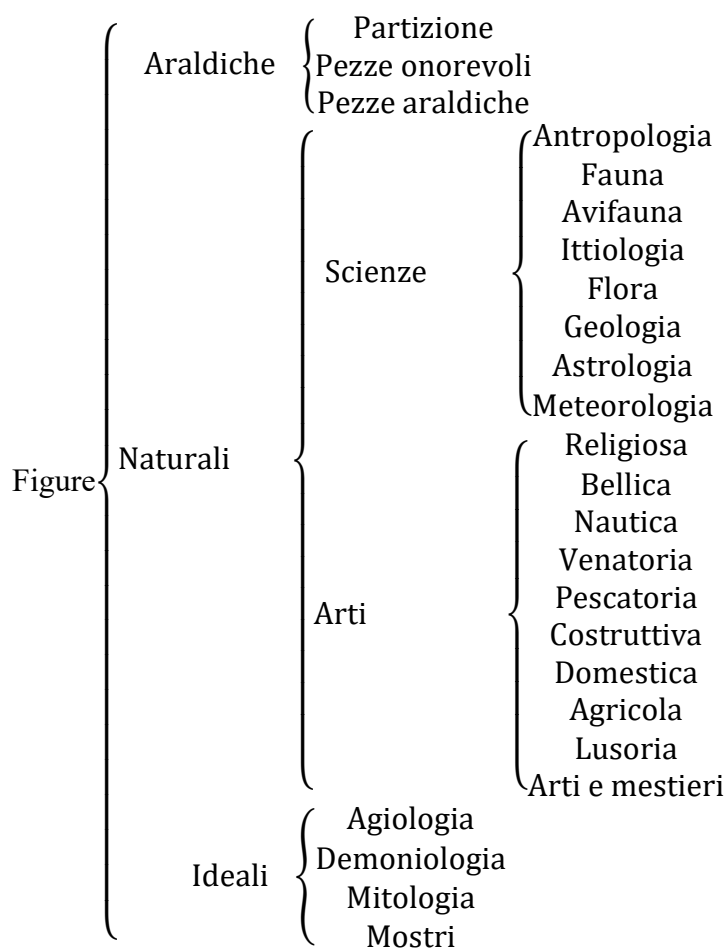 Figure
Araldiche
Partizione
Pezze onorevoli
Pezze araldiche
Naturali
Scienze
Antropologia
Fauna
Avifauna
Ittiologia
Flora
Geologia
Astrologia
Meteorologia
Arti
Religiosa
Bellica
Nautica
Venatoria
Pescatoria
Costruttiva
Domestica
Agricola
Lusoria
Arti e mestieri
Ideali
Agiologia
Demoniologia
Mitologia
Mostri